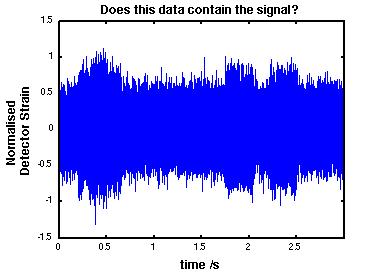 Does this data contain the signal?
1.5
1
0.5
0
-0.5
-1
-1.5
Normalised
Detector Strain
0 0.5 1 1.5 2 2.5
time /s